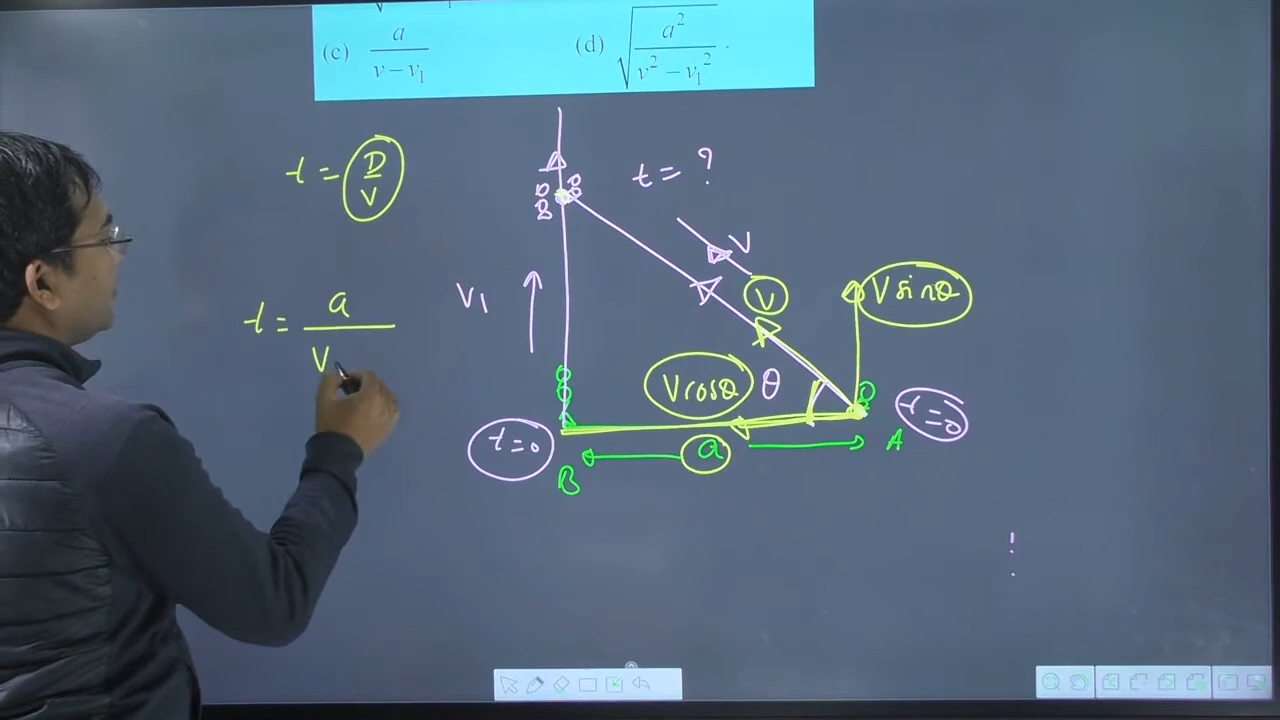 (c) a/(v – v₁) (d) √(a²/(v² – v₁²)) .
t = D/V
t = ?
V
V₁
V
V sinθ
t = a/V
V cosθ
θ
t=0
t=0
a
A
B